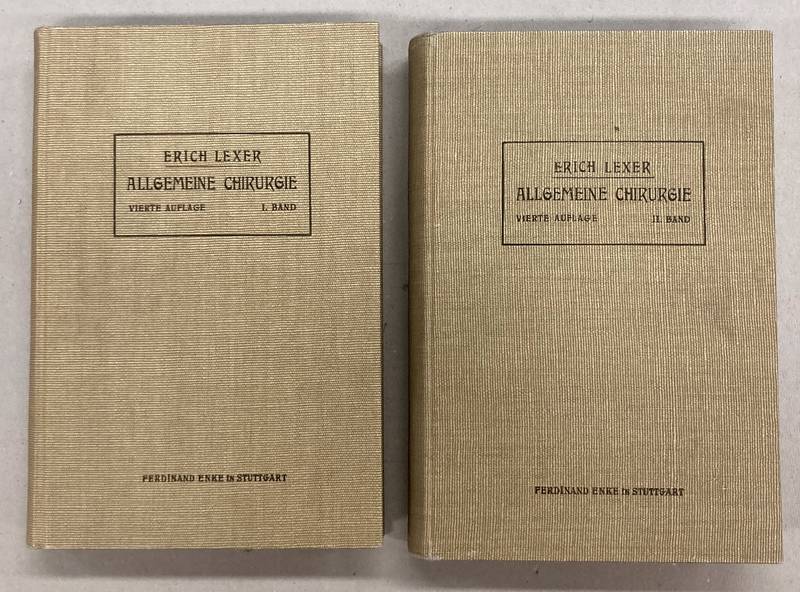 ERICH LEXER
ALLGEMEINE CHIRURGIE
VIERTE AUFLAGE I. BAND
FERDINAND ENKE IN STUTTGART
ERICH LEXER
ALLGEMEINE CHIRURGIE
VIERTE AUFLAGE II. BAND
FERDINAND ENKE IN STUTTGART